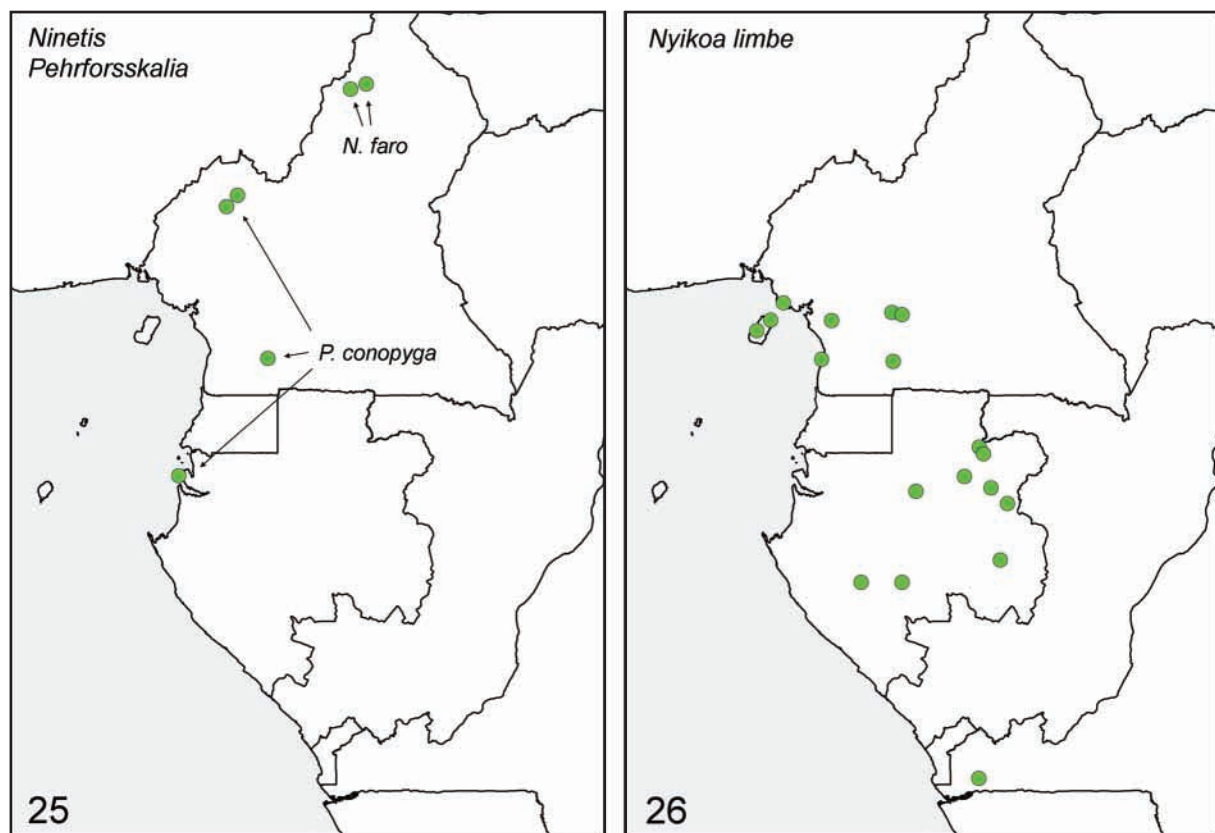 Ninetis
Pehrforsskalia
N. faro
P. conopyga
25
Nyikoa limbe
26